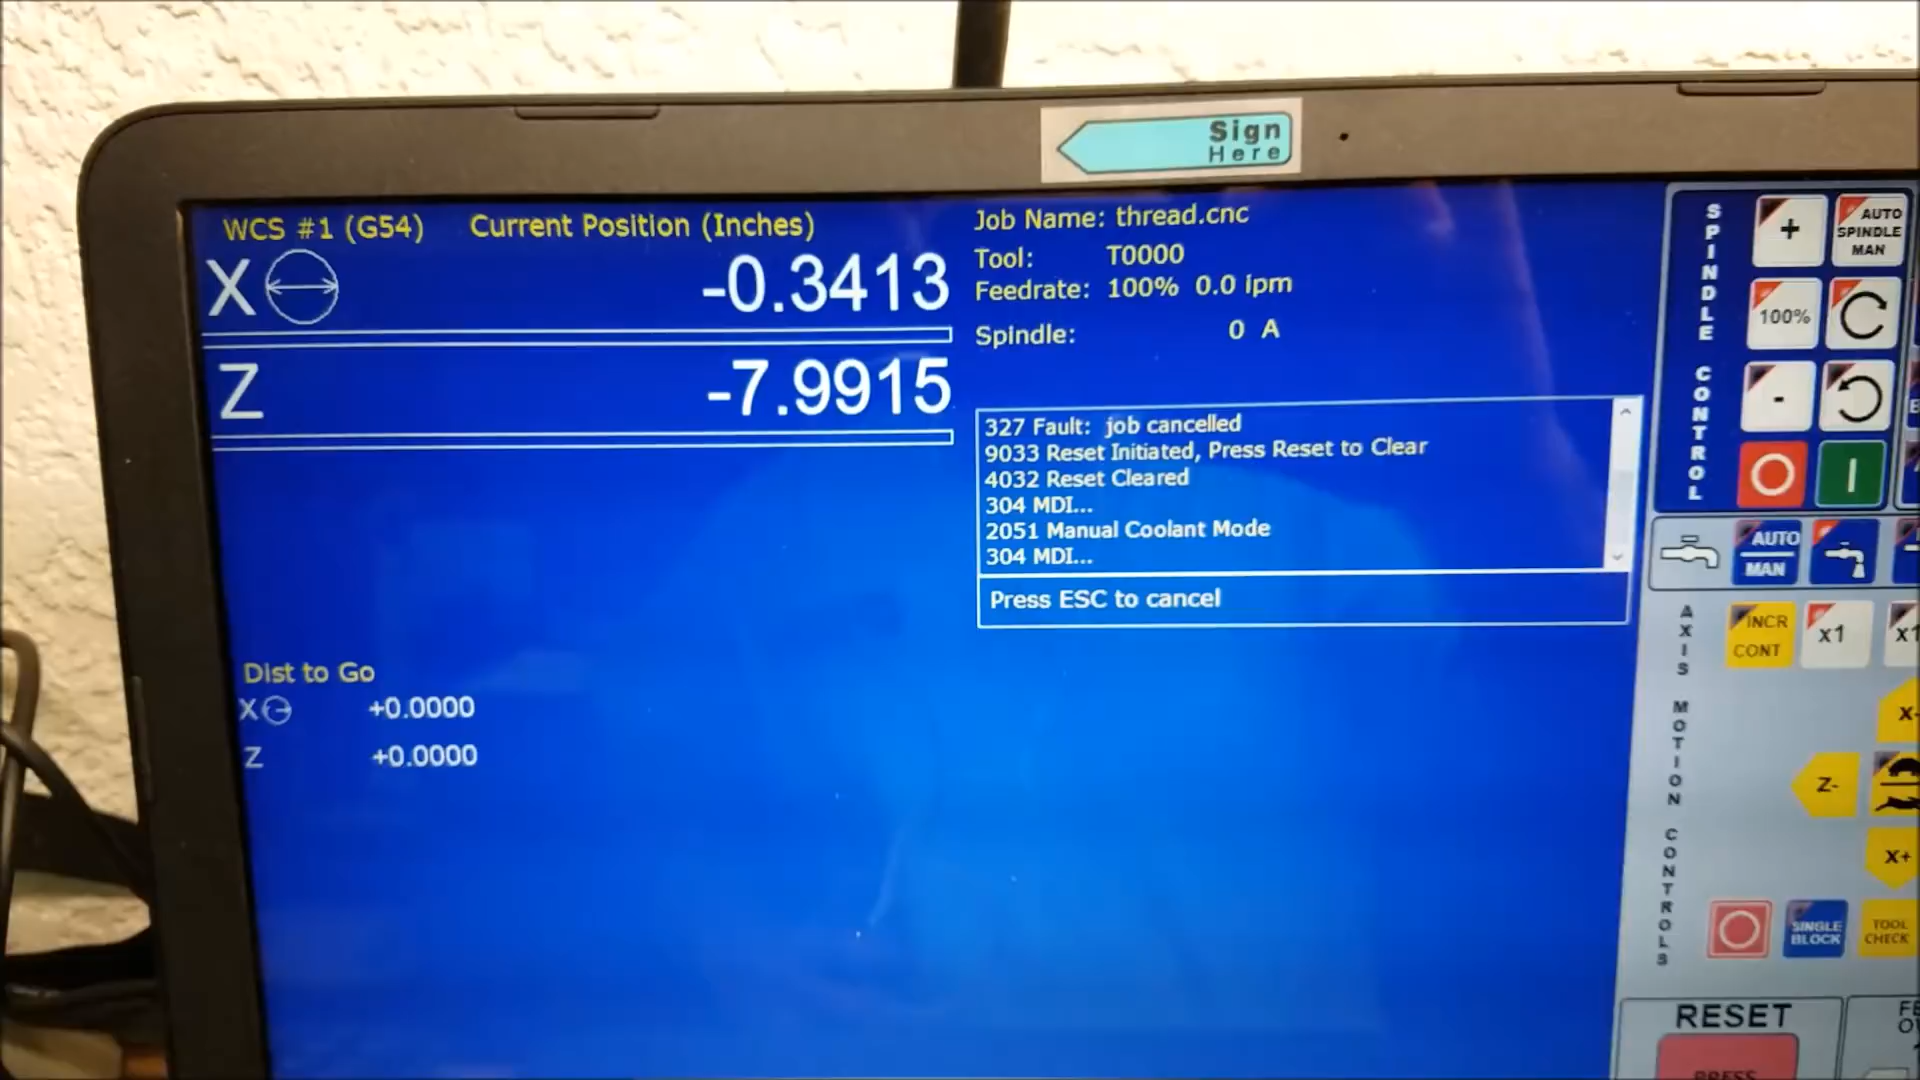 Sign
Here
WCS #1 (G54) Current Position (Inches)
X -0.3413
Z -7.9915
Dist to Go
X +0.0000
Z +0.0000
Job Name: thread.cnc
Tool: T0000
Feedrate: 100% 0.0 Ipm
Spindle: 0 A
327 Fault: job cancelled
9033 Reset Initiated, Press Reset to Clear
4032 Reset Cleared
304 MDI...
2051 Manual Coolant Mode
304 MDI...
Press ESC to cancel
SPINDLE CONTROL
+
AUTO
SPINDLE
MAN
100%
-
AUTO
MAN
AXIS MOTION CONTROLS
INCR
CONT
x1
X-
Z-
X+
SINGLE
BLOCK
TOOL
CHECK
RESET
PRESS